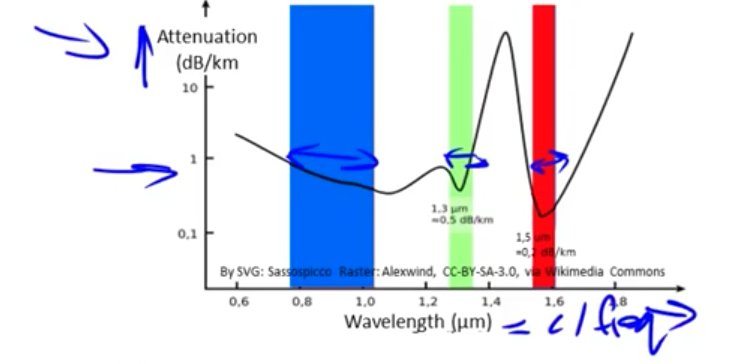 Attenuation
(dB/km
10
1
0,1
1,3 μm
≈0,5 dB/km
1,5 μm
≈0,2 dB/km
By SVG: Sassospicco Raster: Alexwind, CC-BY-SA-3.0, via Wikimedia Commons
0,6 0,8 1,0 1,2 1,4 1,6 1,8
Wavelength (μm) = c / freq